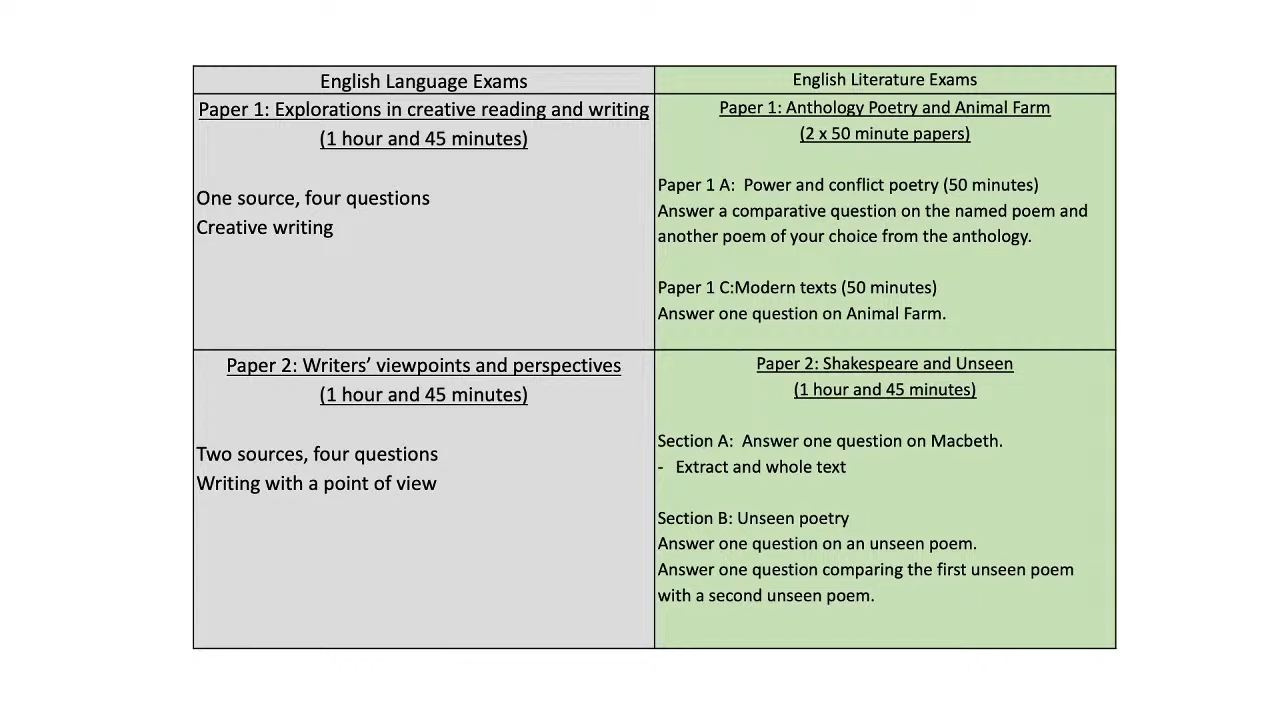 English Language Exams
English Literature Exams
Paper 1: Explorations in creative reading and writing
(1 hour and 45 minutes)
One source, four questions
Creative writing
Paper 1: Anthology Poetry and Animal Farm
(2 x 50 minute papers)
Paper 1 A:  Power and conflict poetry (50 minutes)
Answer a comparative question on the named poem and
another poem of your choice from the anthology.
Paper 1 C:Modern texts (50 minutes)
Answer one question on Animal Farm.
Paper 2: Writers’ viewpoints and perspectives
(1 hour and 45 minutes)
Two sources, four questions
Writing with a point of view
Paper 2: Shakespeare and Unseen
(1 hour and 45 minutes)
Section A:  Answer one question on Macbeth.
-  Extract and whole text
Section B: Unseen poetry
Answer one question on an unseen poem.
Answer one question comparing the first unseen poem
with a second unseen poem.